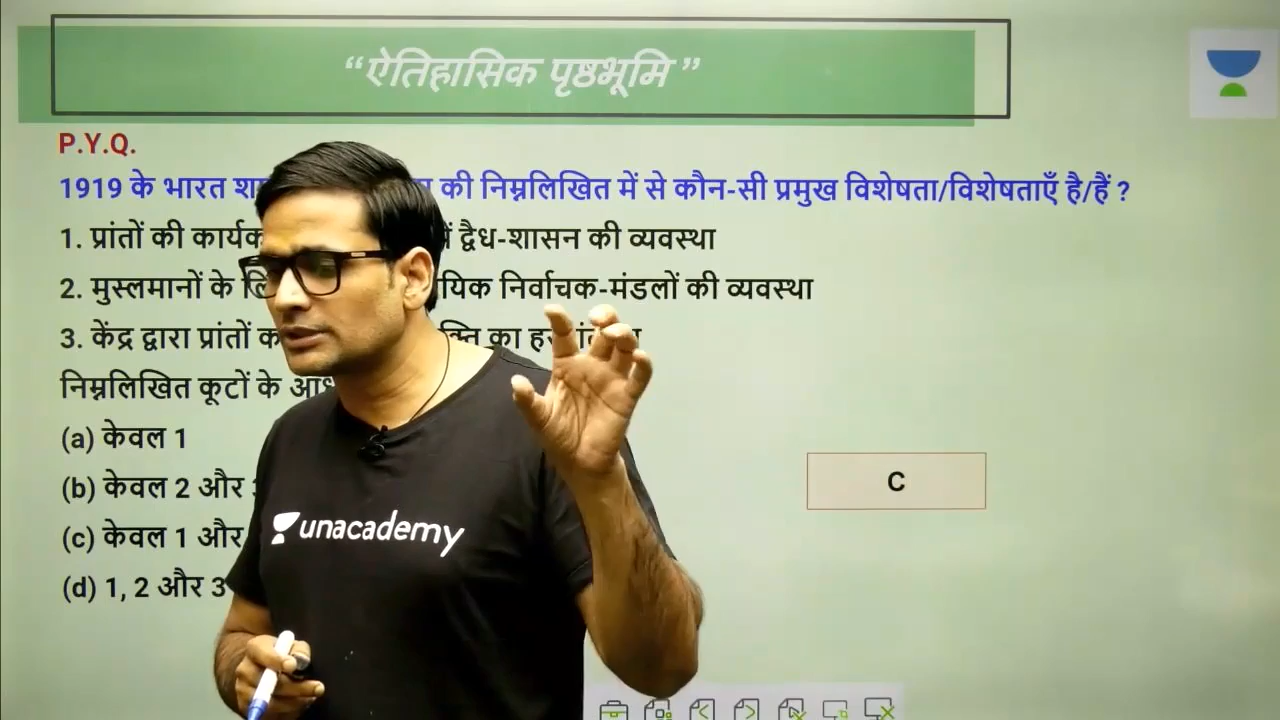 “ऐतिहासिक पृष्ठभूमि ”
P.Y.Q.
1919 के भारत की निम्नलिखित में से कौन-सी प्रमुख विशेषता/विशेषताएँ है/हैं ?
1. प्रांतों की में द्वैध-शासन की व्यवस्था
2. मुस्लमानों के निर्वाचक-मंडलों की व्यवस्था
3. केंद्र द्वारा प्रांतों का
निम्नलिखित कूटों के
(a) केवल 1
(b) केवल 2 और
(c) केवल 1 और
(d) 1, 2 और 3
C
unacademy